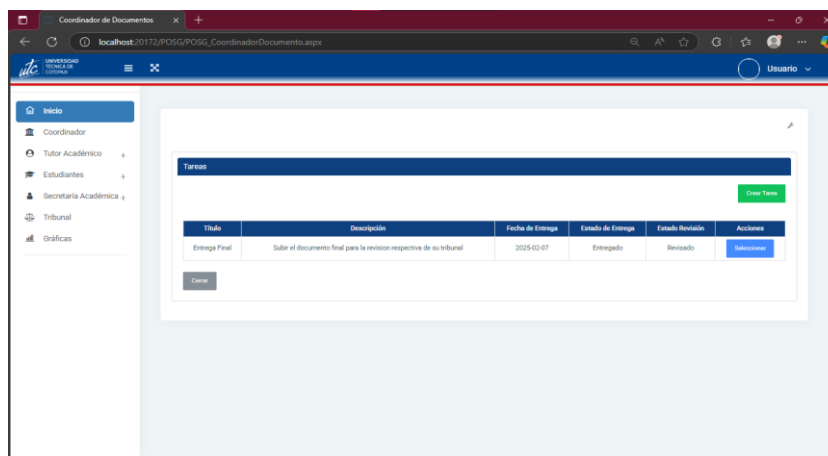 Coordinador de Documentos
localhost:20172/POSG/POSG_CoordinadorDocumento.aspx
utc UNIVERSIDAD TÉCNICA DE COTOPAXI
Usuario
Inicio
Coordinador
Tutor Académico
Estudiantes
Secretaría Académica
Tribunal
Gráficas
Tareas
Crear Tarea
Título Descripción Fecha de Entrega Estado de Entrega Estado Revisión Acciones
Entrega Final Subir el documento final para la revision respectiva de su tribunal 2025-02-07 Entregado Revisado Seleccionar
Cerrar